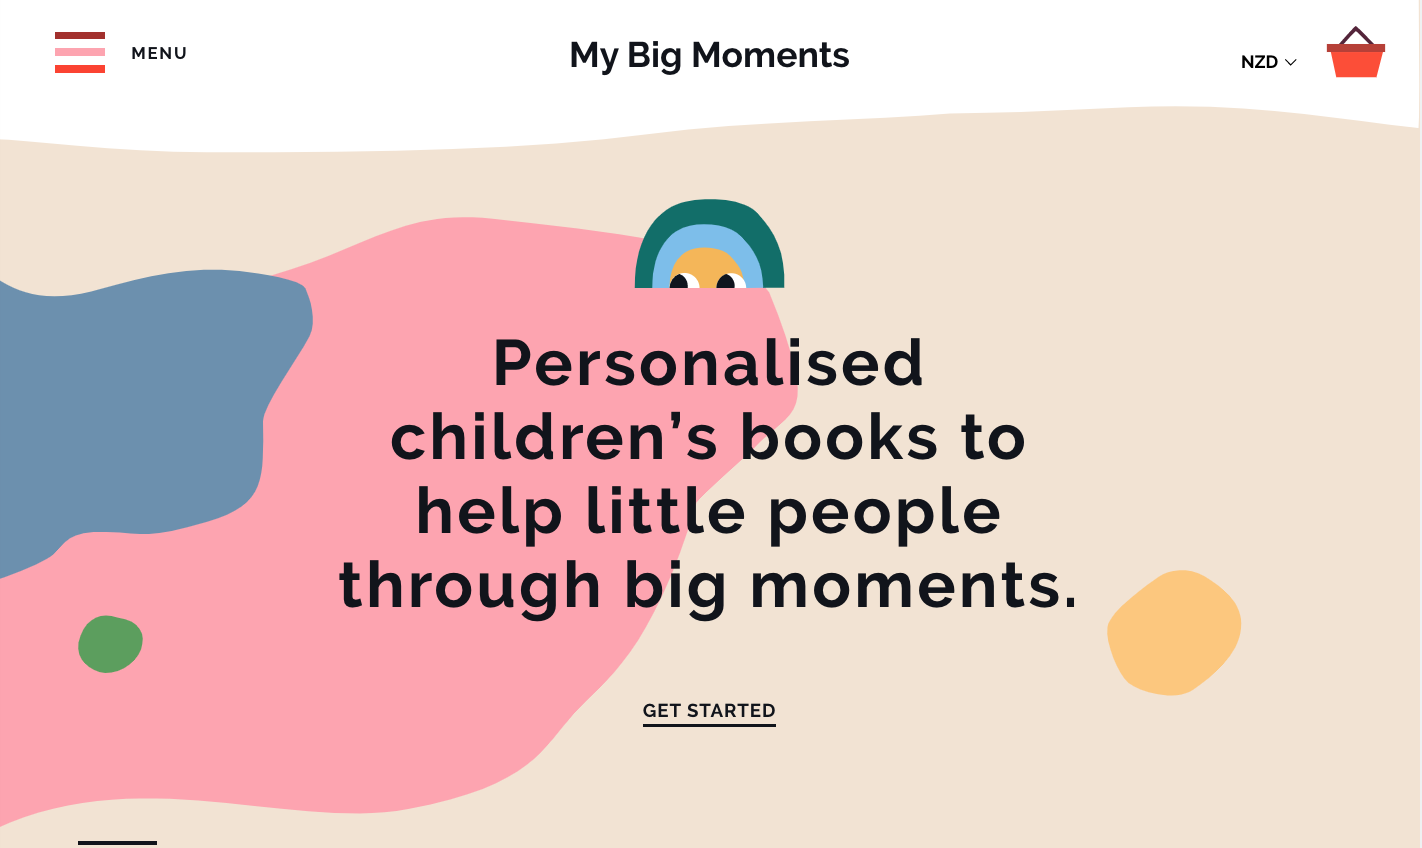 MENU
My Big Moments
NZD
Personalised
children’s books to
help little people
through big moments.
GET STARTED